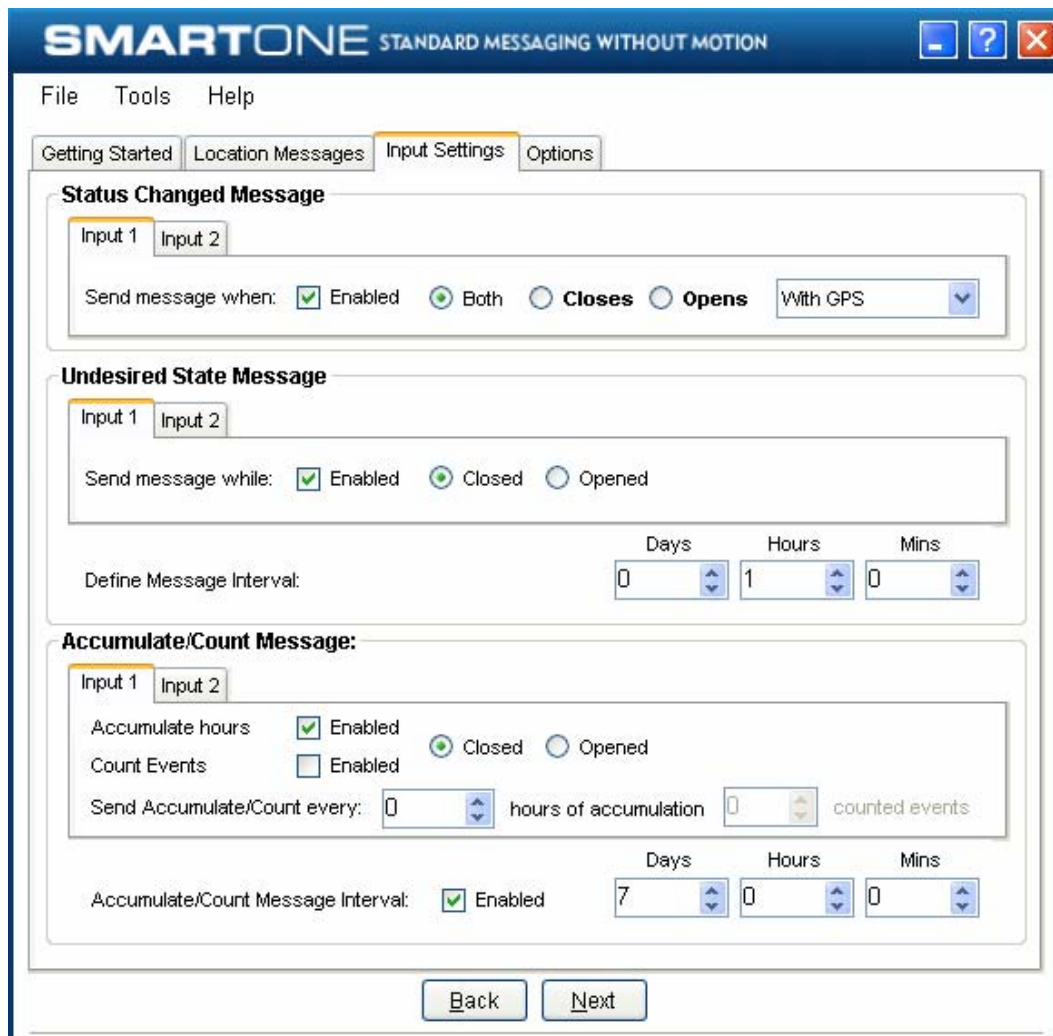 SMARTONE STANDARD MESSAGING WITHOUT MOTION
File Tools Help
Getting Started Location Messages Input Settings Options
Status Changed Message
Input 1 Input 2
Send message when: Enabled Both Closes Opens With GPS
Undesired State Message
Input 1 Input 2
Send message while: Enabled Closed Opened
Days Hours Mins
Define Message Interval: 0 1 0
Accumulate/Count Message:
Input 1 Input 2
Accumulate hours Enabled Closed Opened
Count Events Enabled
Send Accumulate/Count every: 0 hours of accumulation 0 counted events
Days Hours Mins
Accumulate/Count Message Interval: Enabled 7 0 0
Back Next